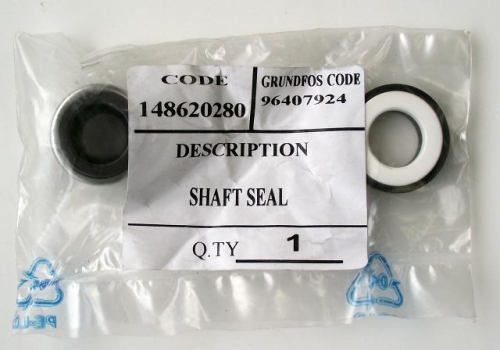 CODE
148620280
GRUNDFOS CODE
96407924
DESCRIPTION
SHAFT SEAL
Q.TY 1